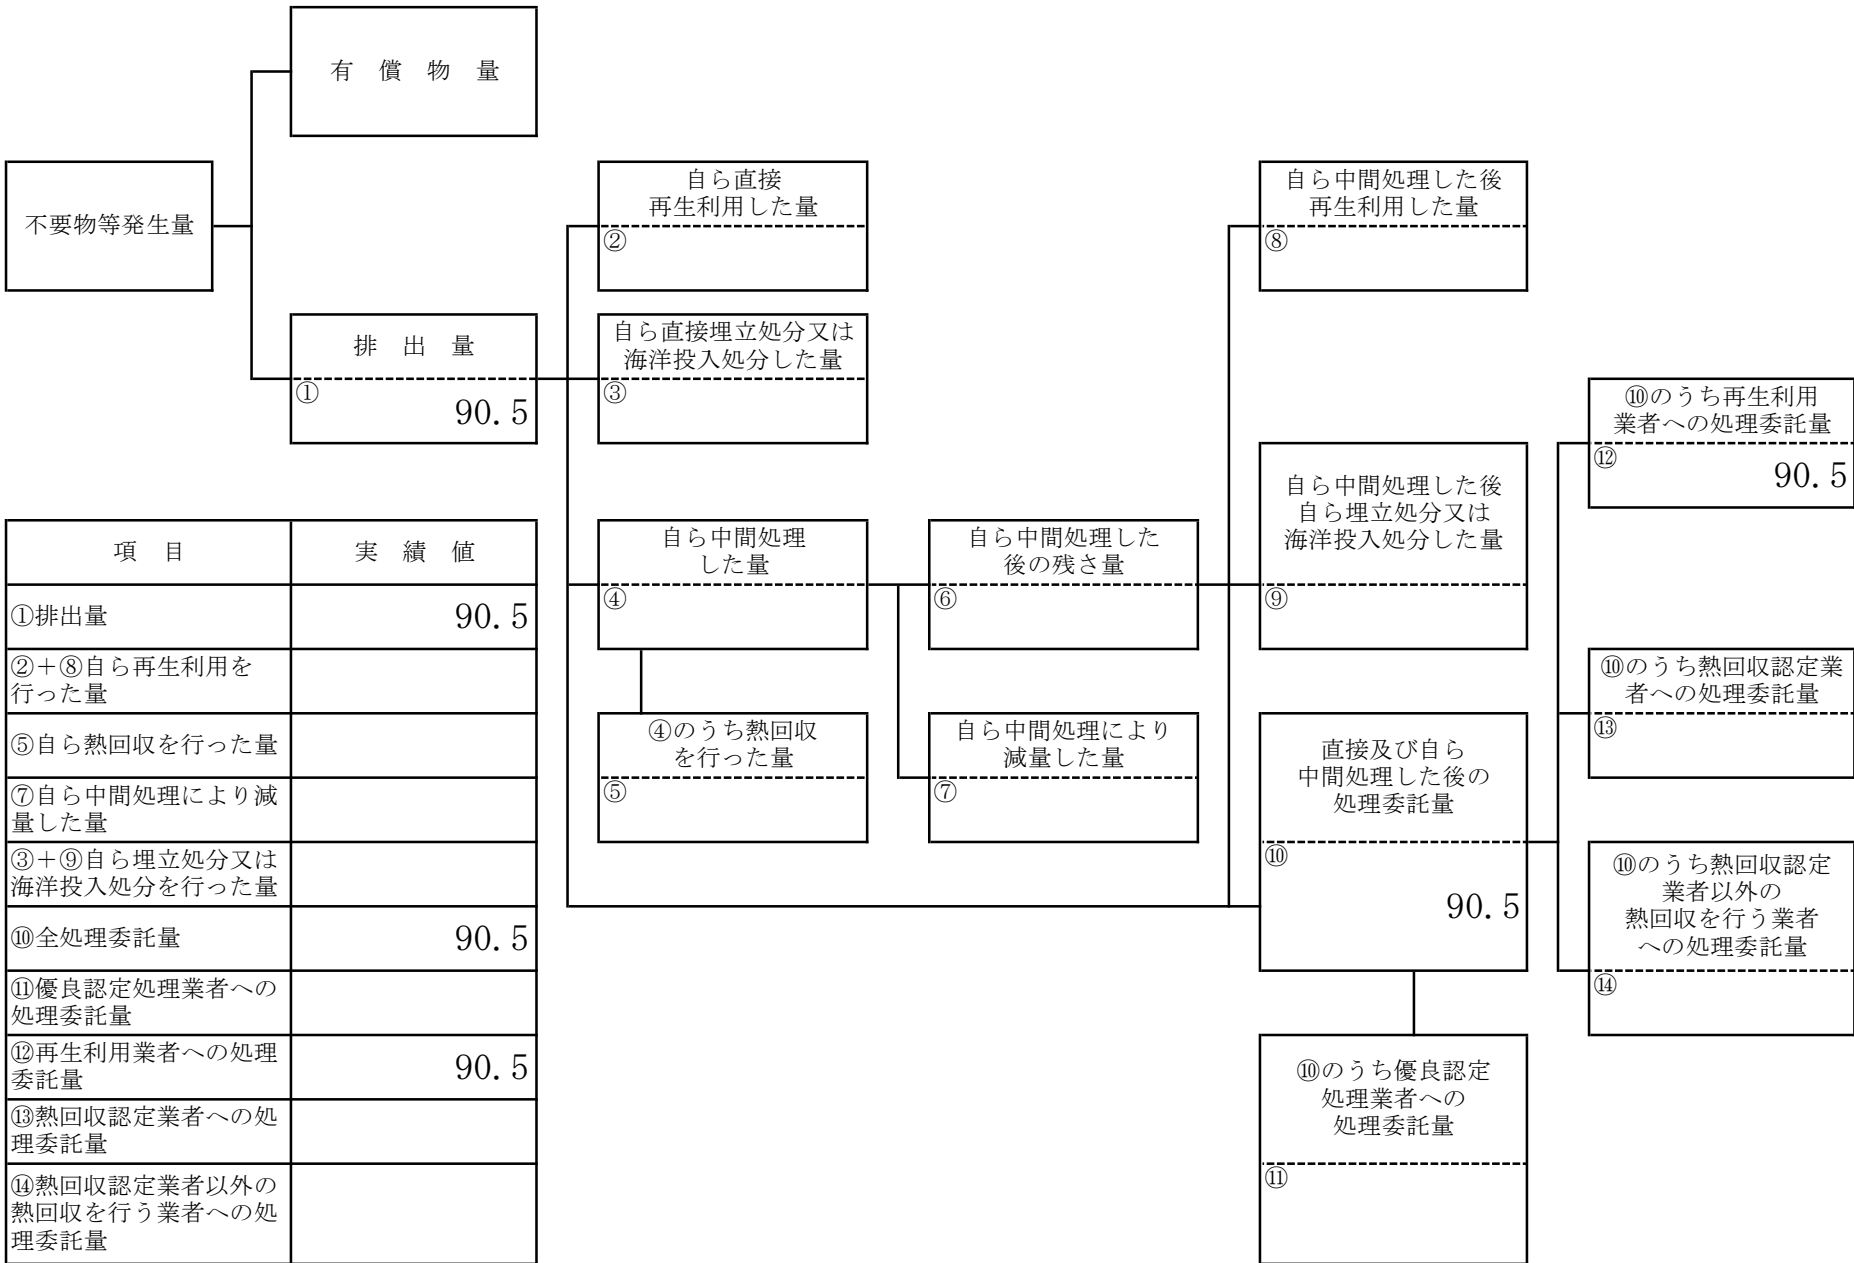 有　償　物　量
不要物等発生量
自ら直接
再生利用した量
②
自ら中間処理した後
再生利用した量
⑧
排　出　量
①
90.5
自ら直接埋立処分又は
海洋投入処分した量
③
⑩のうち再生利用
業者への処理委託量
⑫
90.5
自ら中間処理した後
自ら埋立処分又は
海洋投入処分した量
⑨
自ら中間処理
した量
④
自ら中間処理した
後の残さ量
⑥
⑩のうち熱回収認定業
者への処理委託量
⑬
④のうち熱回収
を行った量
⑤
自ら中間処理により
減量した量
⑦
直接及び自ら
中間処理した後の
処理委託量
⑩
90.5
⑩のうち熱回収認定
業者以外の
熱回収を行う業者
への処理委託量
⑭
⑩のうち優良認定
処理業者への
処理委託量
⑪
項　目　実　績　値
①排出量　90.5
②＋⑧自ら再生利用を
行った量
⑤自ら熱回収を行った量
⑦自ら中間処理により減
量した量
③＋⑨自ら埋立処分又は
海洋投入処分を行った量
⑩全処理委託量　90.5
⑪優良認定処理業者への
処理委託量
⑫再生利用業者への処理
委託量　90.5
⑬熱回収認定業者への処
理委託量
⑭熱回収認定業者以外の
熱回収を行う業者への処
理委託量